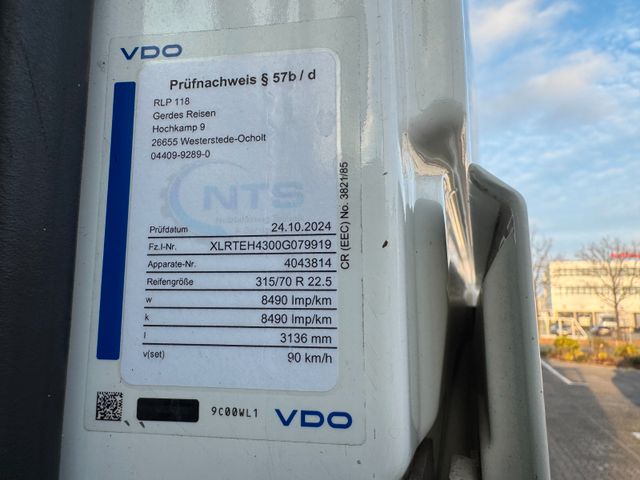 VDO
Prüfnachweis § 57b / d
RLP 118
Gerdes Reisen
Hochkamp 9
26655 Westerstede-Ocholt
04409-9289-0
NTS
Prüfdatum 24.10.2024
Fz.I-Nr. XLRTEH4300G079919
Apparate-Nr. 4043814
Reifengröße 315/70 R 22.5
w 8490 Imp/km
k 8490 Imp/km
l 3136 mm
v(set) 90 km/h
CR (EEC) No. 3821/85
9C00WL1 VDO